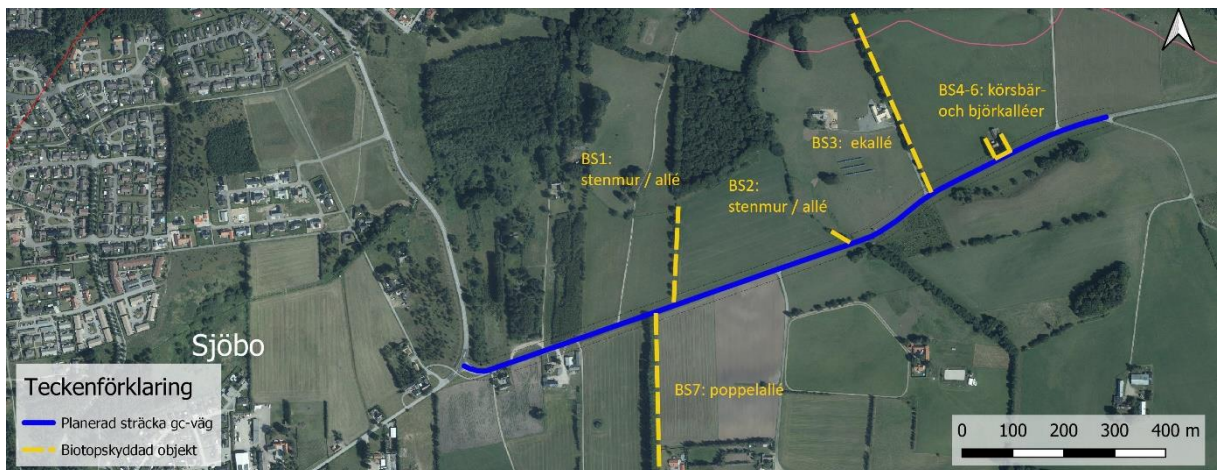 BS4-6: körsbär-
och björkalléer
BS1:
stenmur / allé
BS3: ekallé
BS2:
stenmur / allé
Sjöbo
BS7: poppelallé
Teckenförklaring
Planerad sträcka gc-väg
Biotopskyddad objekt
0 100 200 300 400 m